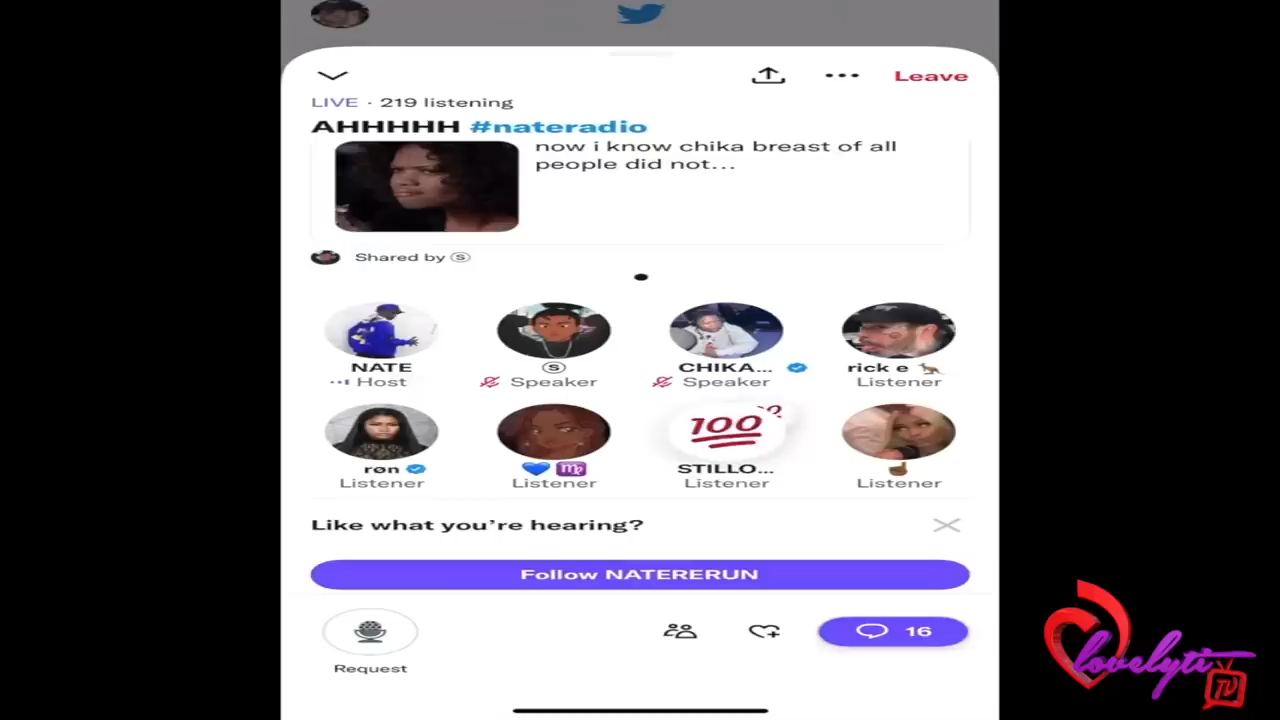 Leave
LIVE · 219 listening
AHHHHH #nateradio
now i know chika breast of all
people did not...
Shared by Ⓢ
NATE
Host
Ⓢ
Speaker
CHIKA...
Speaker
rick e
Listener
røn
Listener
Listener
100
STILLO...
Listener
Listener
Like what you're hearing?
Follow NATERERUN
16
Request
lovelyti
TV